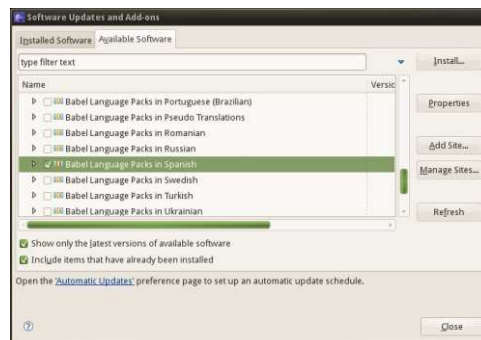 Software Updates and Add-ons
Installed Software Available Software
type filter text
Install...
Name Versic
Babel Language Packs in Portuguese (Brazilian)
Properties
Babel Language Packs in Pseudo Translations
Babel Language Packs in Romanian
Babel Language Packs in Russian
Add Site...
Babel Language Packs in Spanish
Manage Sites...
Babel Language Packs in Swedish
Babel Language Packs in Turkish
Babel Language Packs in Ukrainian
Refresh
Show only the latest versions of available software
Include items that have already been installed
Open the 'Automatic Updates' preference page to set up an automatic update schedule.
Close